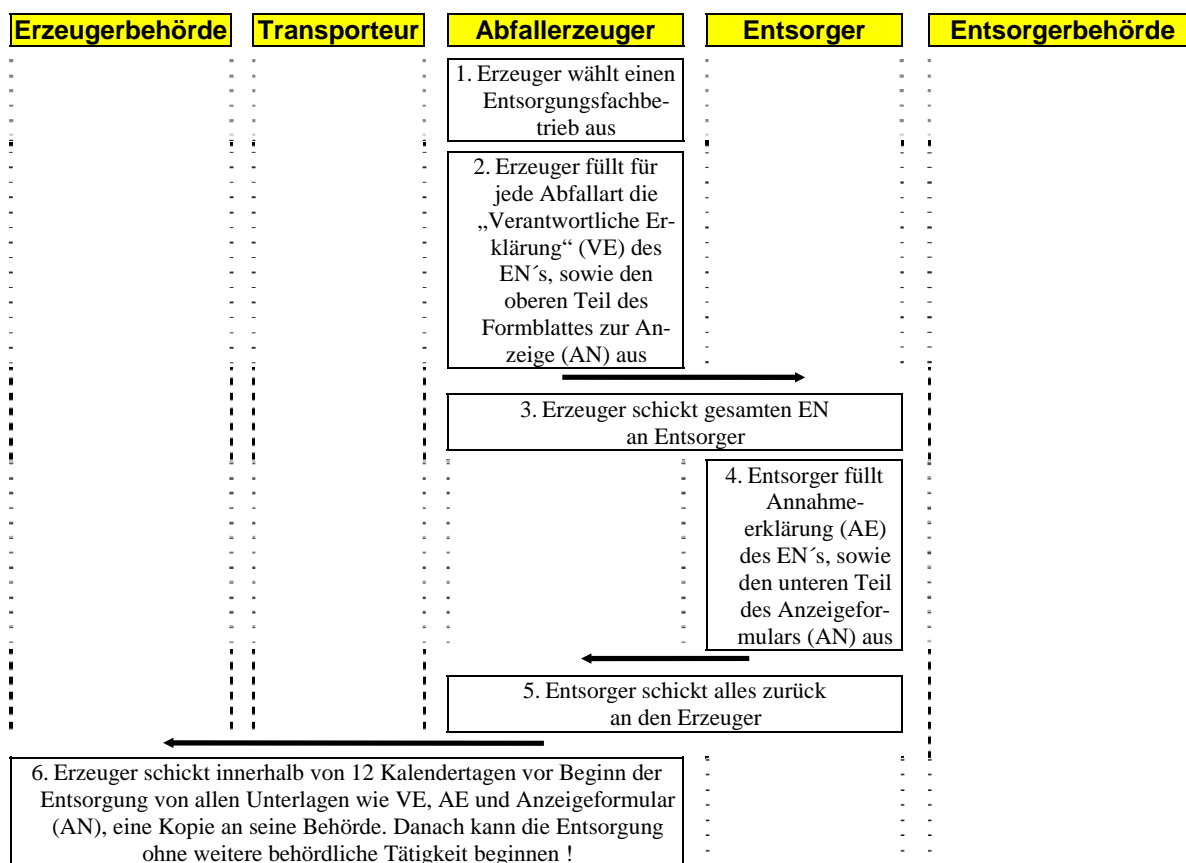 Erzeugerbehörde Transporteur Abfallerzeuger Entsorger Entsorgerbehörde
1. Erzeuger wählt einen
Entsorgungsfachbe-
trieb aus
2. Erzeuger füllt für
jede Abfallart die
„Verantwortliche Er-
klärung“ (VE) des
EN´s, sowie den
oberen Teil des
Formblattes zur An-
zeige (AN) aus
3. Erzeuger schickt gesamten EN
an Entsorger
4. Entsorger füllt
Annahme-
erklärung (AE)
des EN´s, sowie
den unteren Teil
des Anzeigefor-
mulars (AN) aus
5. Entsorger schickt alles zurück
an den Erzeuger
6. Erzeuger schickt innerhalb von 12 Kalendertagen vor Beginn der
Entsorgung von allen Unterlagen wie VE, AE und Anzeigeformular
(AN), eine Kopie an seine Behörde. Danach kann die Entsorgung
ohne weitere behördliche Tätigkeit beginnen !